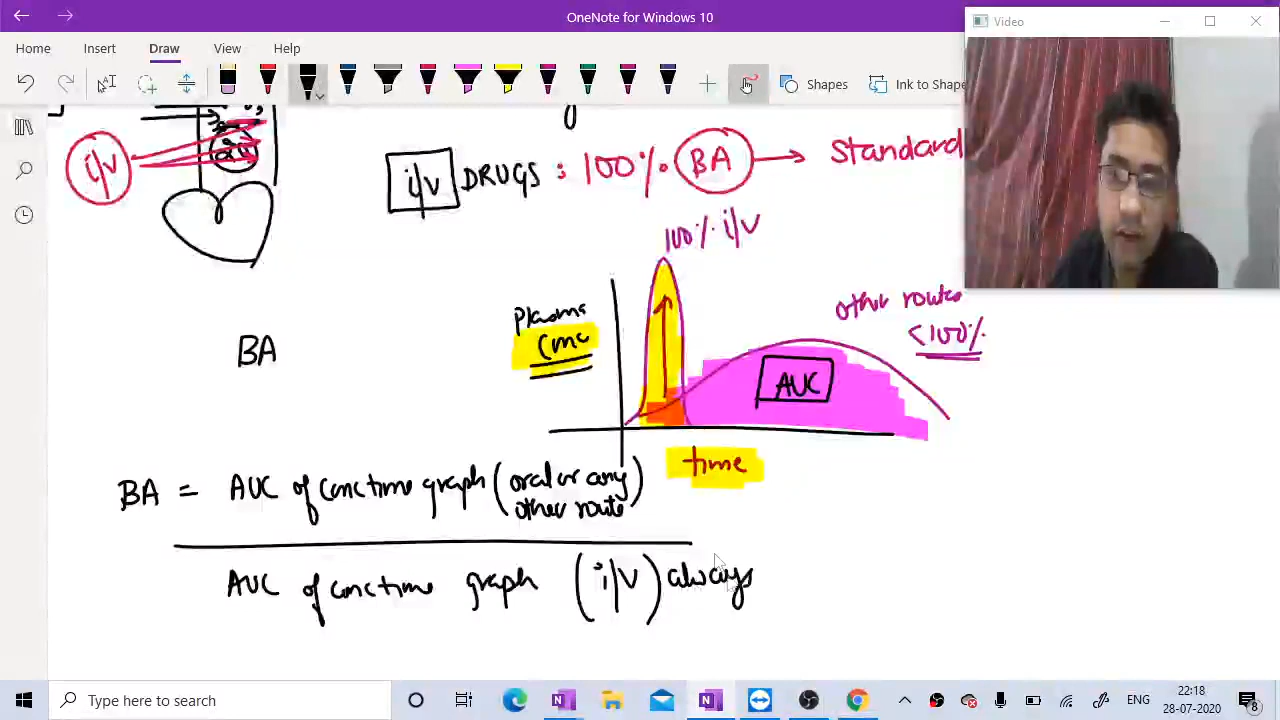 OneNote for Windows 10
Video
Home Insert Draw View Help
Shapes
Ink to Shape
i/v
i/v DRUGS : 100% BA → Standard
100% i/v
Plasma
Conc
other routes
<100%
AUC
BA
time
BA = AUC of conc time graph (oral or any
other route)
AUC of conc time graph (i/v) always
Type here to search
ENG
22:18
28-07-2020
8